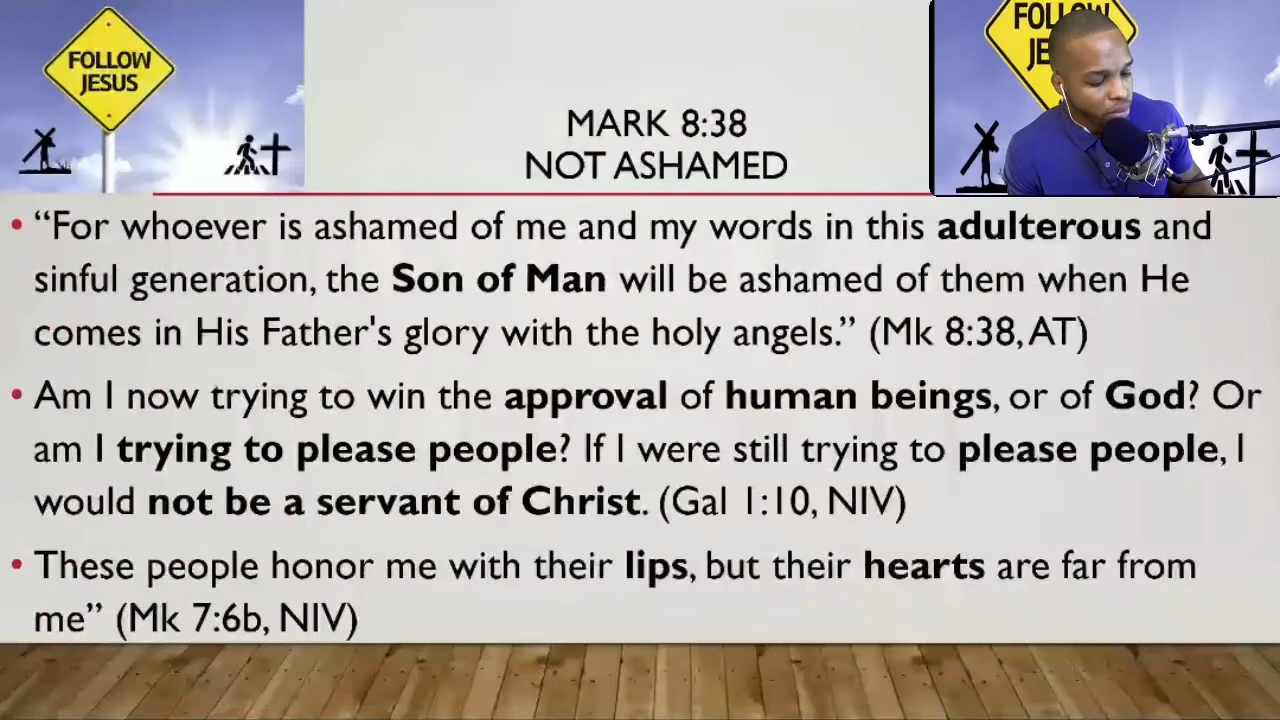 FOLLOW
JESUS
MARK 8:38
NOT ASHAMED
FOLLOW
JE
• “For whoever is ashamed of me and my words in this adulterous and
sinful generation, the Son of Man will be ashamed of them when He
comes in His Father's glory with the holy angels.” (Mk 8:38, AT)
• Am I now trying to win the approval of human beings, or of God? Or
am I trying to please people? If I were still trying to please people, I
would not be a servant of Christ. (Gal 1:10, NIV)
• These people honor me with their lips, but their hearts are far from
me” (Mk 7:6b, NIV)